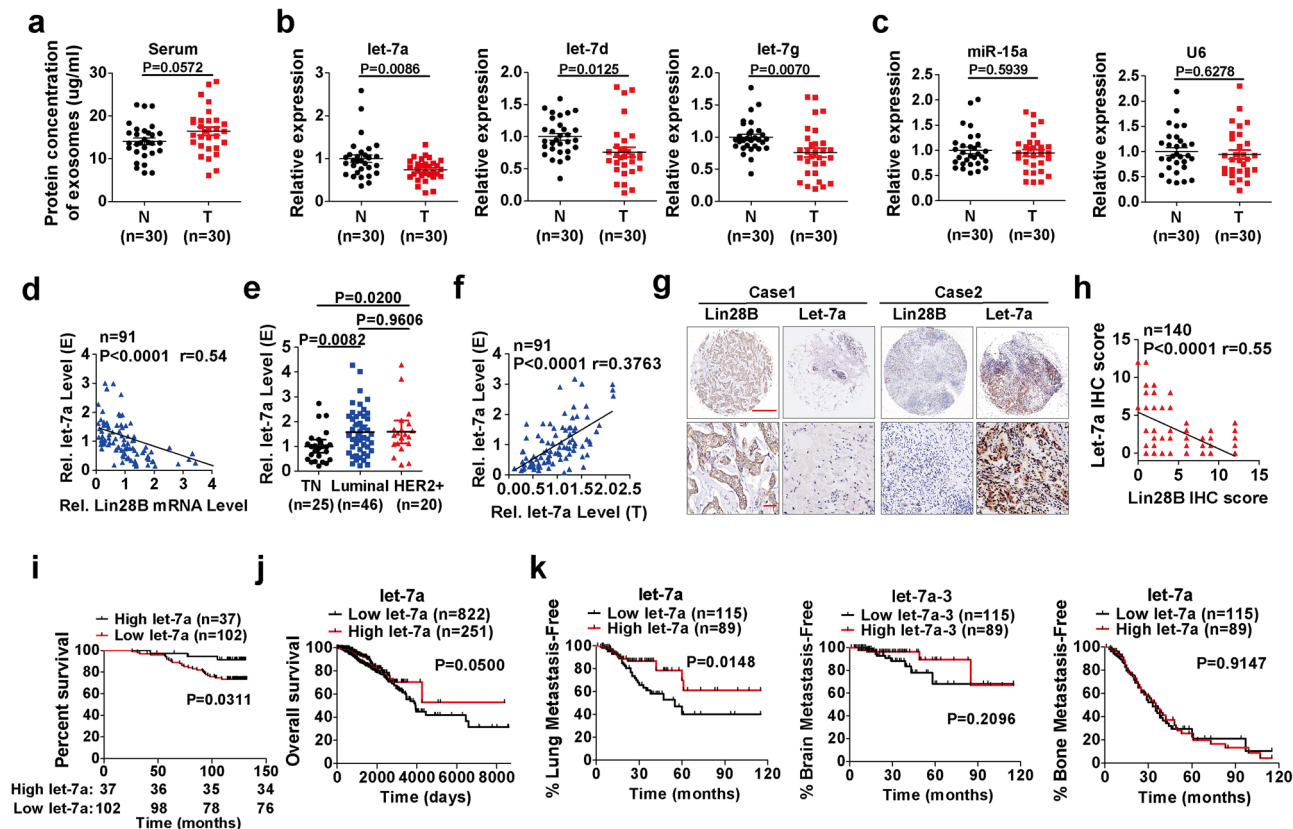 a
Serum
P=0.0572
Protein concentration
of exosomes (ug/ml)
30
20
10
0
N
T
(n=30)
(n=30)
b
let-7a
P=0.0086
Relative expression
3
2
1
0
N
T
(n=30)
(n=30)
let-7d
P=0.0125
Relative expression
2.0
1.5
1.0
0.5
0.0
N
T
(n=30)
(n=30)
let-7g
P=0.0070
Relative expression
2.0
1.5
1.0
0.5
0.0
N
T
(n=30)
(n=30)
c
miR-15a
P=0.5939
Relative expression
2.5
2.0
1.5
1.0
0.5
0.0
N
T
(n=30)
(n=30)
U6
P=0.6278
Relative expression
2.5
2.0
1.5
1.0
0.5
0.0
N
T
(n=30)
(n=30)
d
n=91
P<0.0001 r=0.54
Rel. let-7a Level (E)
5
4
3
2
1
0
0 1 2 3 4
Rel. Lin28B mRNA Level
e
P=0.0200
P=0.9606
P=0.0082
Rel. let-7a Level (E)
5
4
3
2
1
0
TN Luminal HER2+
(n=25) (n=46) (n=20)
f
n=91
P<0.0001 r=0.3763
Rel. let-7a Level (E)
5
4
3
2
1
0
0.00.51.01.52.02.5
Rel. let-7a Level (T)
g
Case1
Case2
Lin28B
Let-7a
Lin28B
Let-7a
h
n=140
P<0.0001 r=0.55
Let-7a IHC score
15
10
5
0
0 5 10 15
Lin28B IHC score
i
High let-7a (n=37)
Low let-7a (n=102)
Percent survival
100
80
60
40
20
0
P=0.0311
0 50 100 150
High let-7a: 37 36 35 34
Low let-7a: 102 98 78 76
Time (months)
j
let-7a
Low let-7a (n=822)
High let-7a (n=251)
P=0.0500
Overall survival
100
80
60
40
20
0
0 2000 4000 6000 8000
Time (days)
k
let-7a
Low let-7a (n=115)
High let-7a (n=89)
P=0.0148
% Lung Metastasis-Free
100
80
60
40
20
0
0 30 60 90 120
Time (months)
let-7a-3
Low let-7a-3 (n=115)
High let-7a-3 (n=89)
P=0.2096
% Brain Metastasis-Free
100
80
60
40
20
0
0 30 60 90 120
Time (months)
let-7a
Low let-7a (n=115)
High let-7a (n=89)
P=0.9147
% Bone Metastasis-Free
100
80
60
40
20
0
0 30 60 90 120
Time (months)